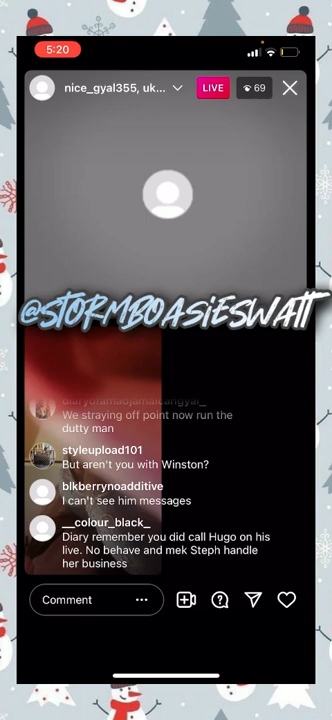 5:20
nice_gyal355, uk...
LIVE
69
@STORMBOASIESWATT
We straying off point now run the
dutty man
styleupload101
But aren't you with Winston?
blkberrynoadditive
I can't see him messages
__colour_black_
Diary remember you did call Hugo on his
live. No behave and mek Steph handle
her business
Comment